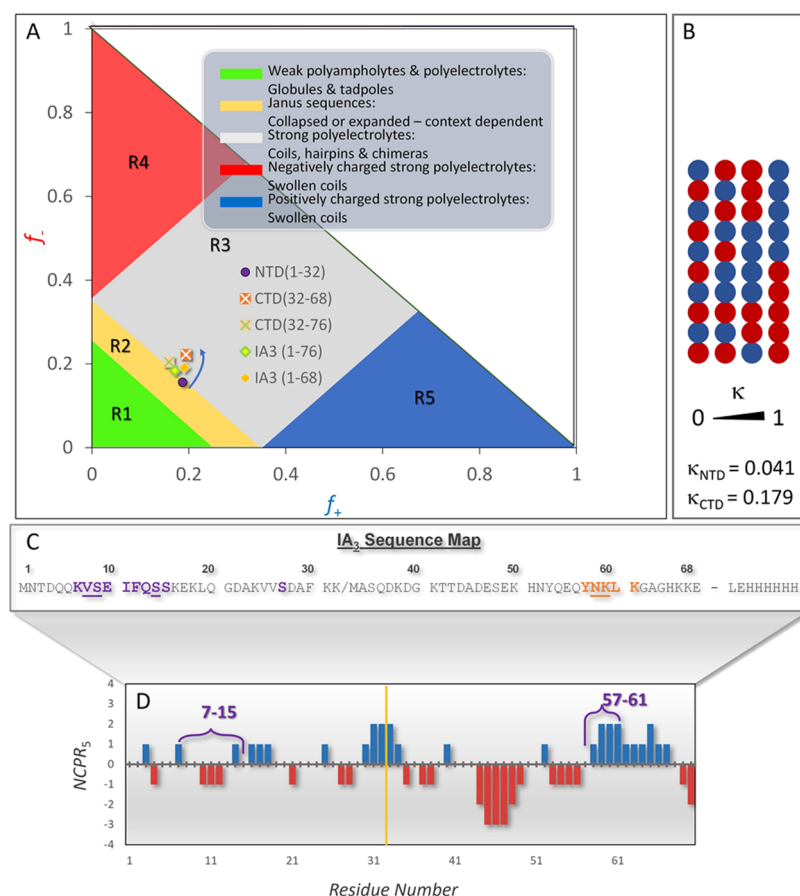 A
B
1
0.8
0.6
0.4
0.2
0
f-
Weak polyampholytes & polyelectrolytes:
Globules & tadpoles
Janus sequences:
Collapsed or expanded – context dependent
Strong polyelectrolytes:
Coils, hairpins & chimeras
Negatively charged strong polyelectrolytes:
Swollen coils
Positively charged strong polyelectrolytes:
Swollen coils
R4
R3
R2
R1
R5
NTD(1-32)
CTD(32-68)
CTD(32-76)
IA3 (1-76)
IA3 (1-68)
0 0.2 0.4 0.6 0.8 1
f+
κ
0 1
κNTD = 0.041
κCTD = 0.179
C
IA3 Sequence Map
1 10 20 30 40 50 60 68
MNTDQQKVSE IFQSSKEKLQ GDAKVVSDAF KK/MASQDKDG KTTDADESEK HNYQEQYNKL KGAGHKKE – LEHHHHHH
D
4
3
2
1
0
-1
-2
-3
-4
NCPR5
7-15
57-61
1 11 21 31 41 51 61
Residue Number